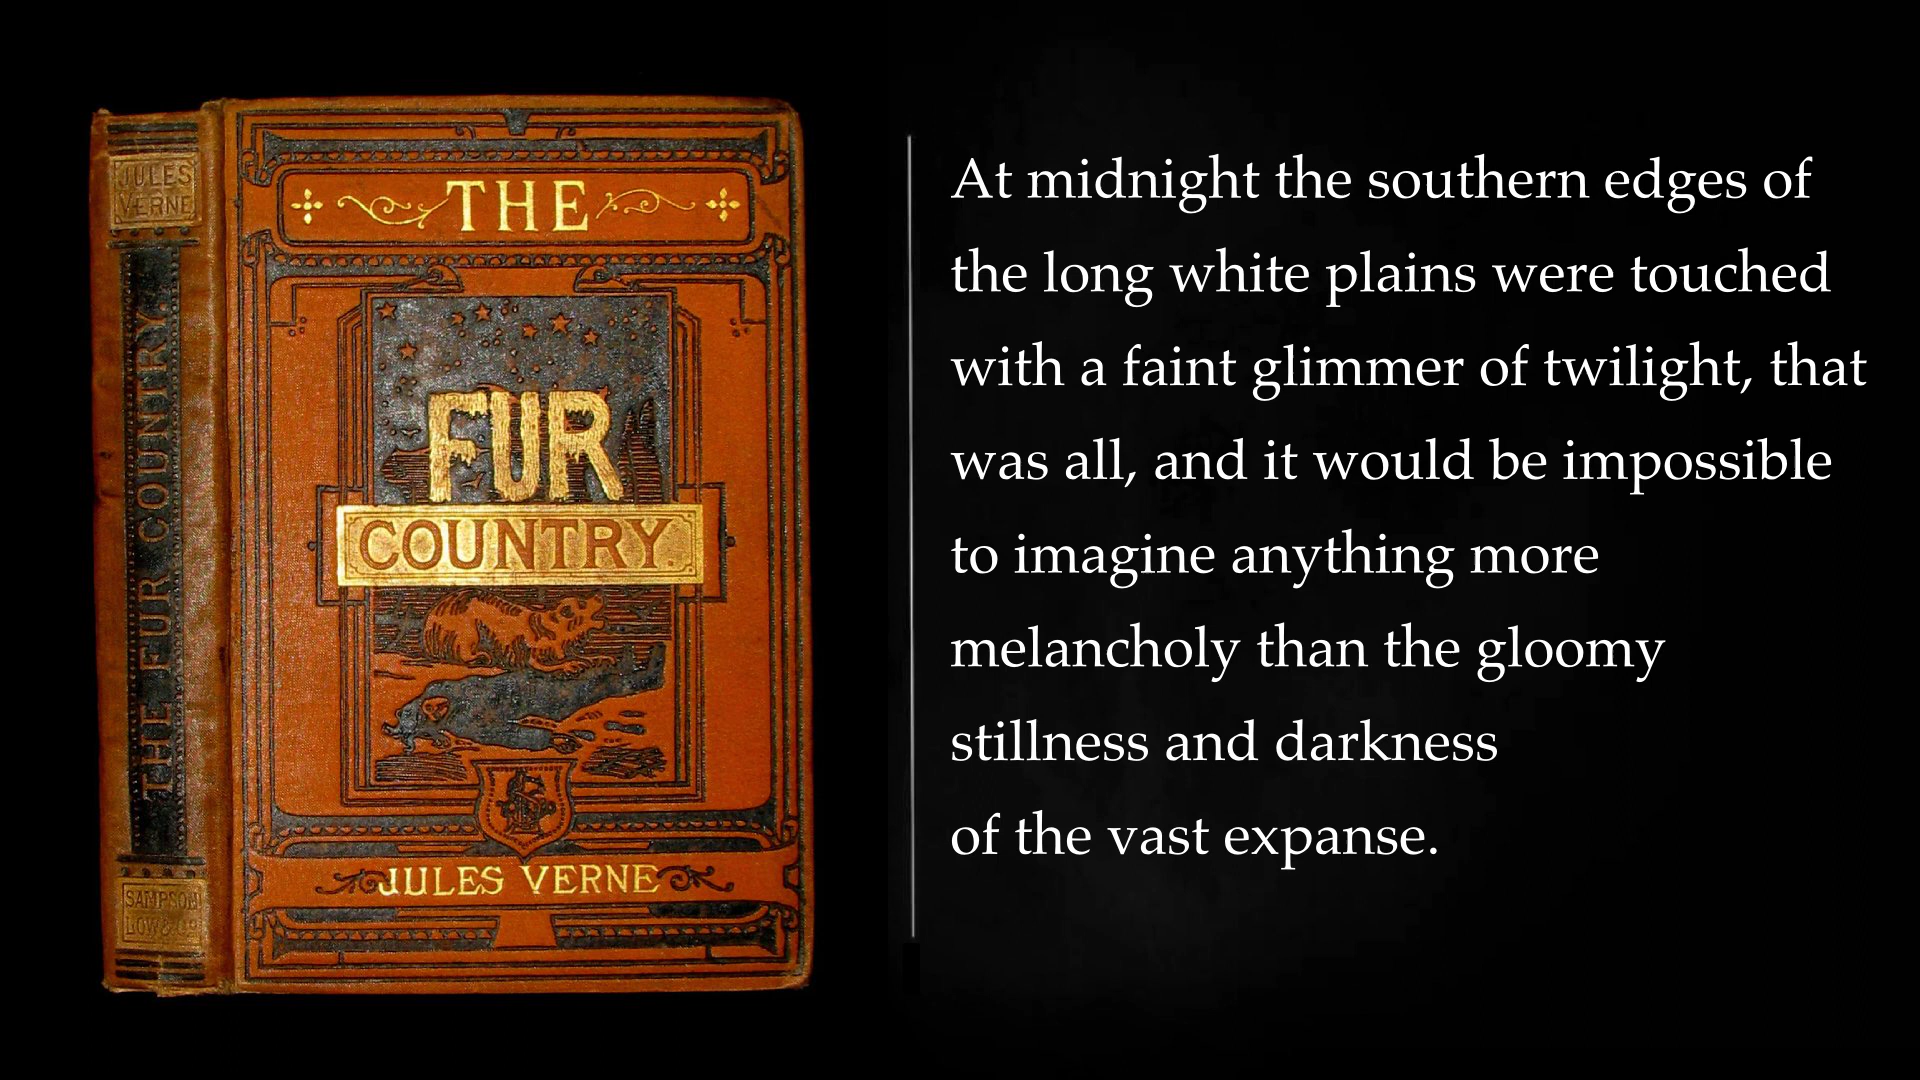 JULES
VERNE
THE FUR COUNTRY.
SAMPSON
LOW & Co
THE
FUR
COUNTRY.
JULES VERNE
At midnight the southern edges of
the long white plains were touched
with a faint glimmer of twilight, that
was all, and it would be impossible
to imagine anything more
melancholy than the gloomy
stillness and darkness
of the vast expanse.